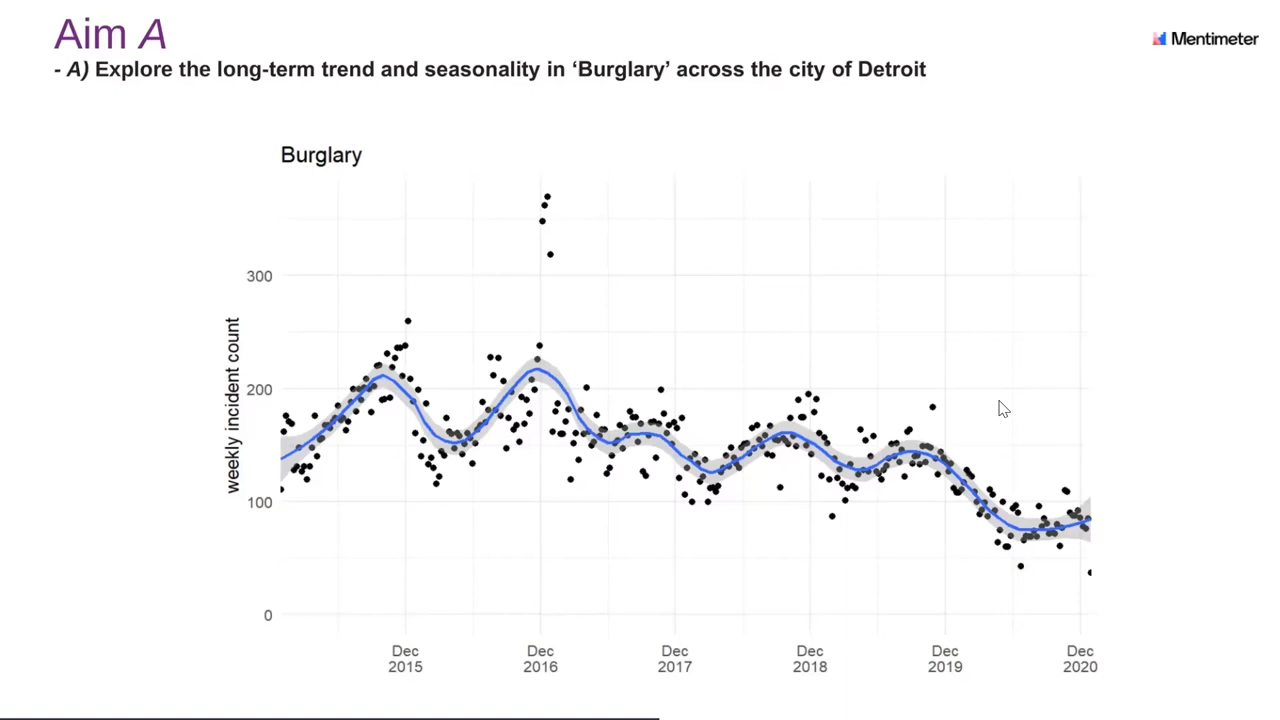 Aim A
Mentimeter
- A) Explore the long-term trend and seasonality in ‘Burglary’ across the city of Detroit
Burglary
weekly incident count
300
200
100
0
Dec 2015
Dec 2016
Dec 2017
Dec 2018
Dec 2019
Dec 2020